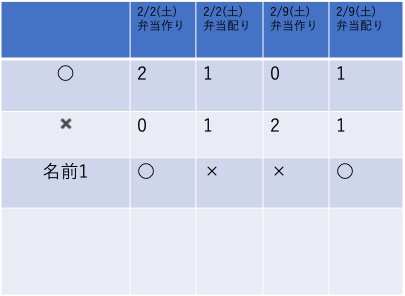 2/2(土) 2/2(土) 2/9(土) 2/9(土)
弁当作り 弁当配り 弁当作り 弁当配り
○ 2 1 0 1
× 0 1 2 1
名前1 ○ × × ○